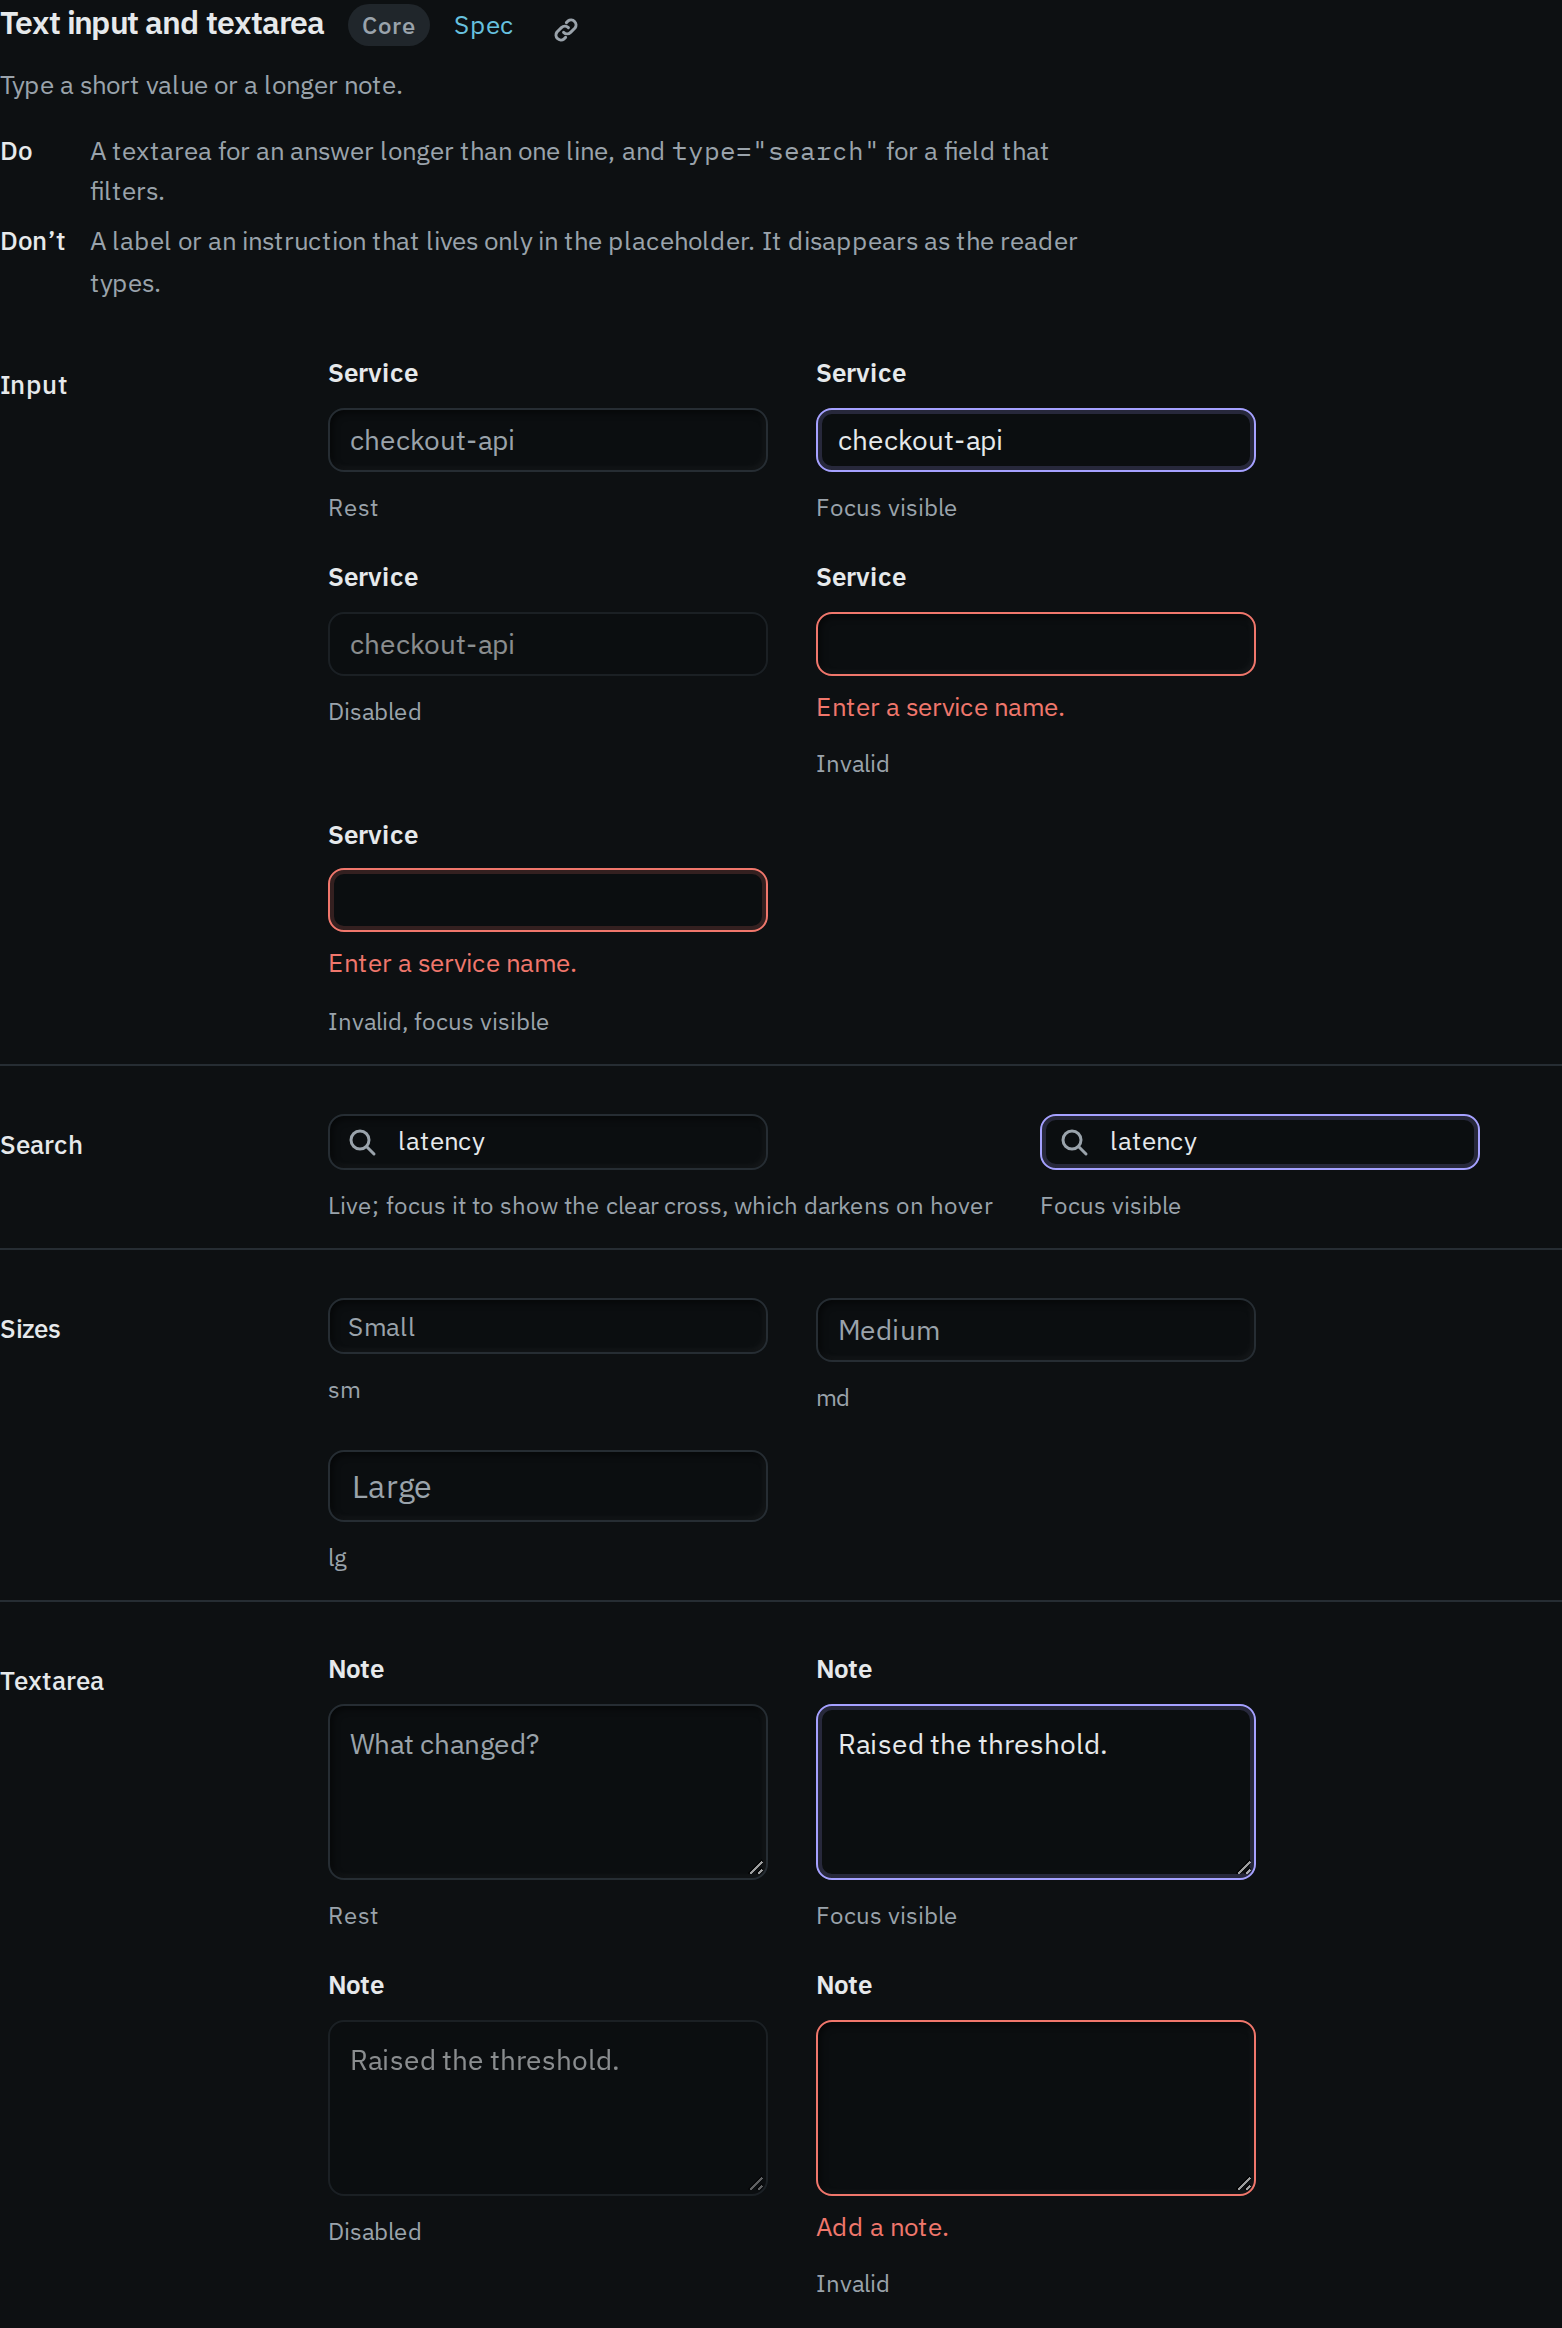 Text input and textarea Core Spec
Type a short value or a longer note.
Do A textarea for an answer longer than one line, and type="search" for a field that
filters.
Don’t A label or an instruction that lives only in the placeholder. It disappears as the reader
types.
Input
Service Service
checkout-api checkout-api
Rest Focus visible
Service Service
checkout-api
Enter a service name.
Disabled
Invalid
Service
Enter a service name.
Invalid, focus visible
Search
latency latency
Live; focus it to show the clear cross, which darkens on hover Focus visible
Sizes
Small Medium
sm md
Large
lg
Textarea
Note Note
What changed? Raised the threshold.
Rest Focus visible
Note Note
Raised the threshold.
Add a note.
Disabled
Invalid